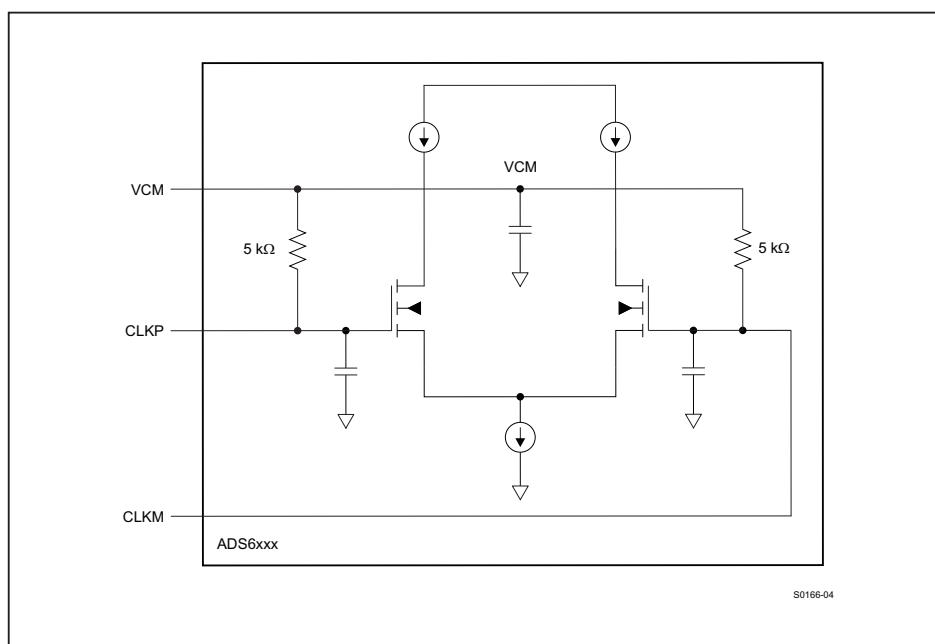 VCM
VCM
5 kΩ
5 kΩ
CLKP
CLKM
ADS6xxx
S0166-04